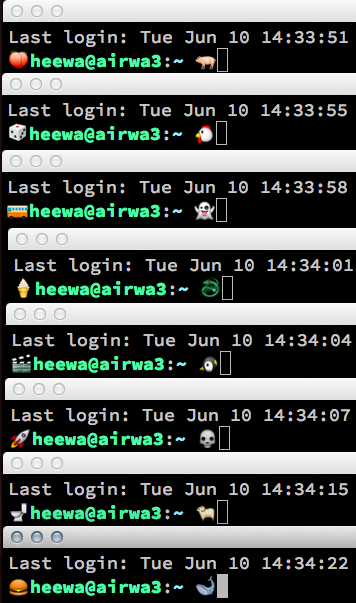 Last login: Tue Jun 10 14:33:51
🍑heewa@airwa3:~ 🐖
Last login: Tue Jun 10 14:33:55
🎲heewa@airwa3:~ 🐔
Last login: Tue Jun 10 14:33:58
🚃heewa@airwa3:~ 👻
Last login: Tue Jun 10 14:34:01
🍦heewa@airwa3:~ 🐉
Last login: Tue Jun 10 14:34:04
🎬heewa@airwa3:~ 🐧
Last login: Tue Jun 10 14:34:07
🚀heewa@airwa3:~ 💀
Last login: Tue Jun 10 14:34:15
🚽heewa@airwa3:~ 🐑
Last login: Tue Jun 10 14:34:22
🍔heewa@airwa3:~ 🐋